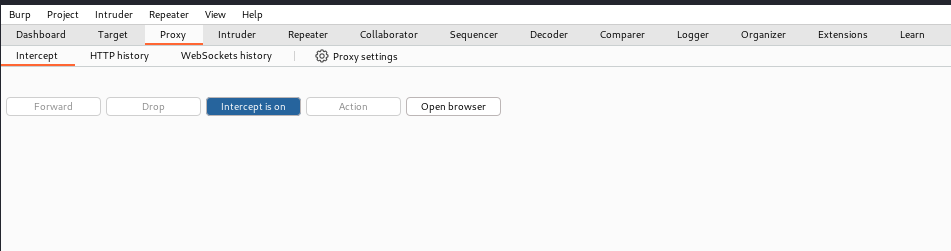 Burp Project Intruder Repeater View Help
Dashboard Target Proxy Intruder Repeater Collaborator Sequencer Decoder Comparer Logger Organizer Extensions Learn
Intercept HTTP history WebSockets history Proxy settings
Forward Drop Intercept is on Action Open browser